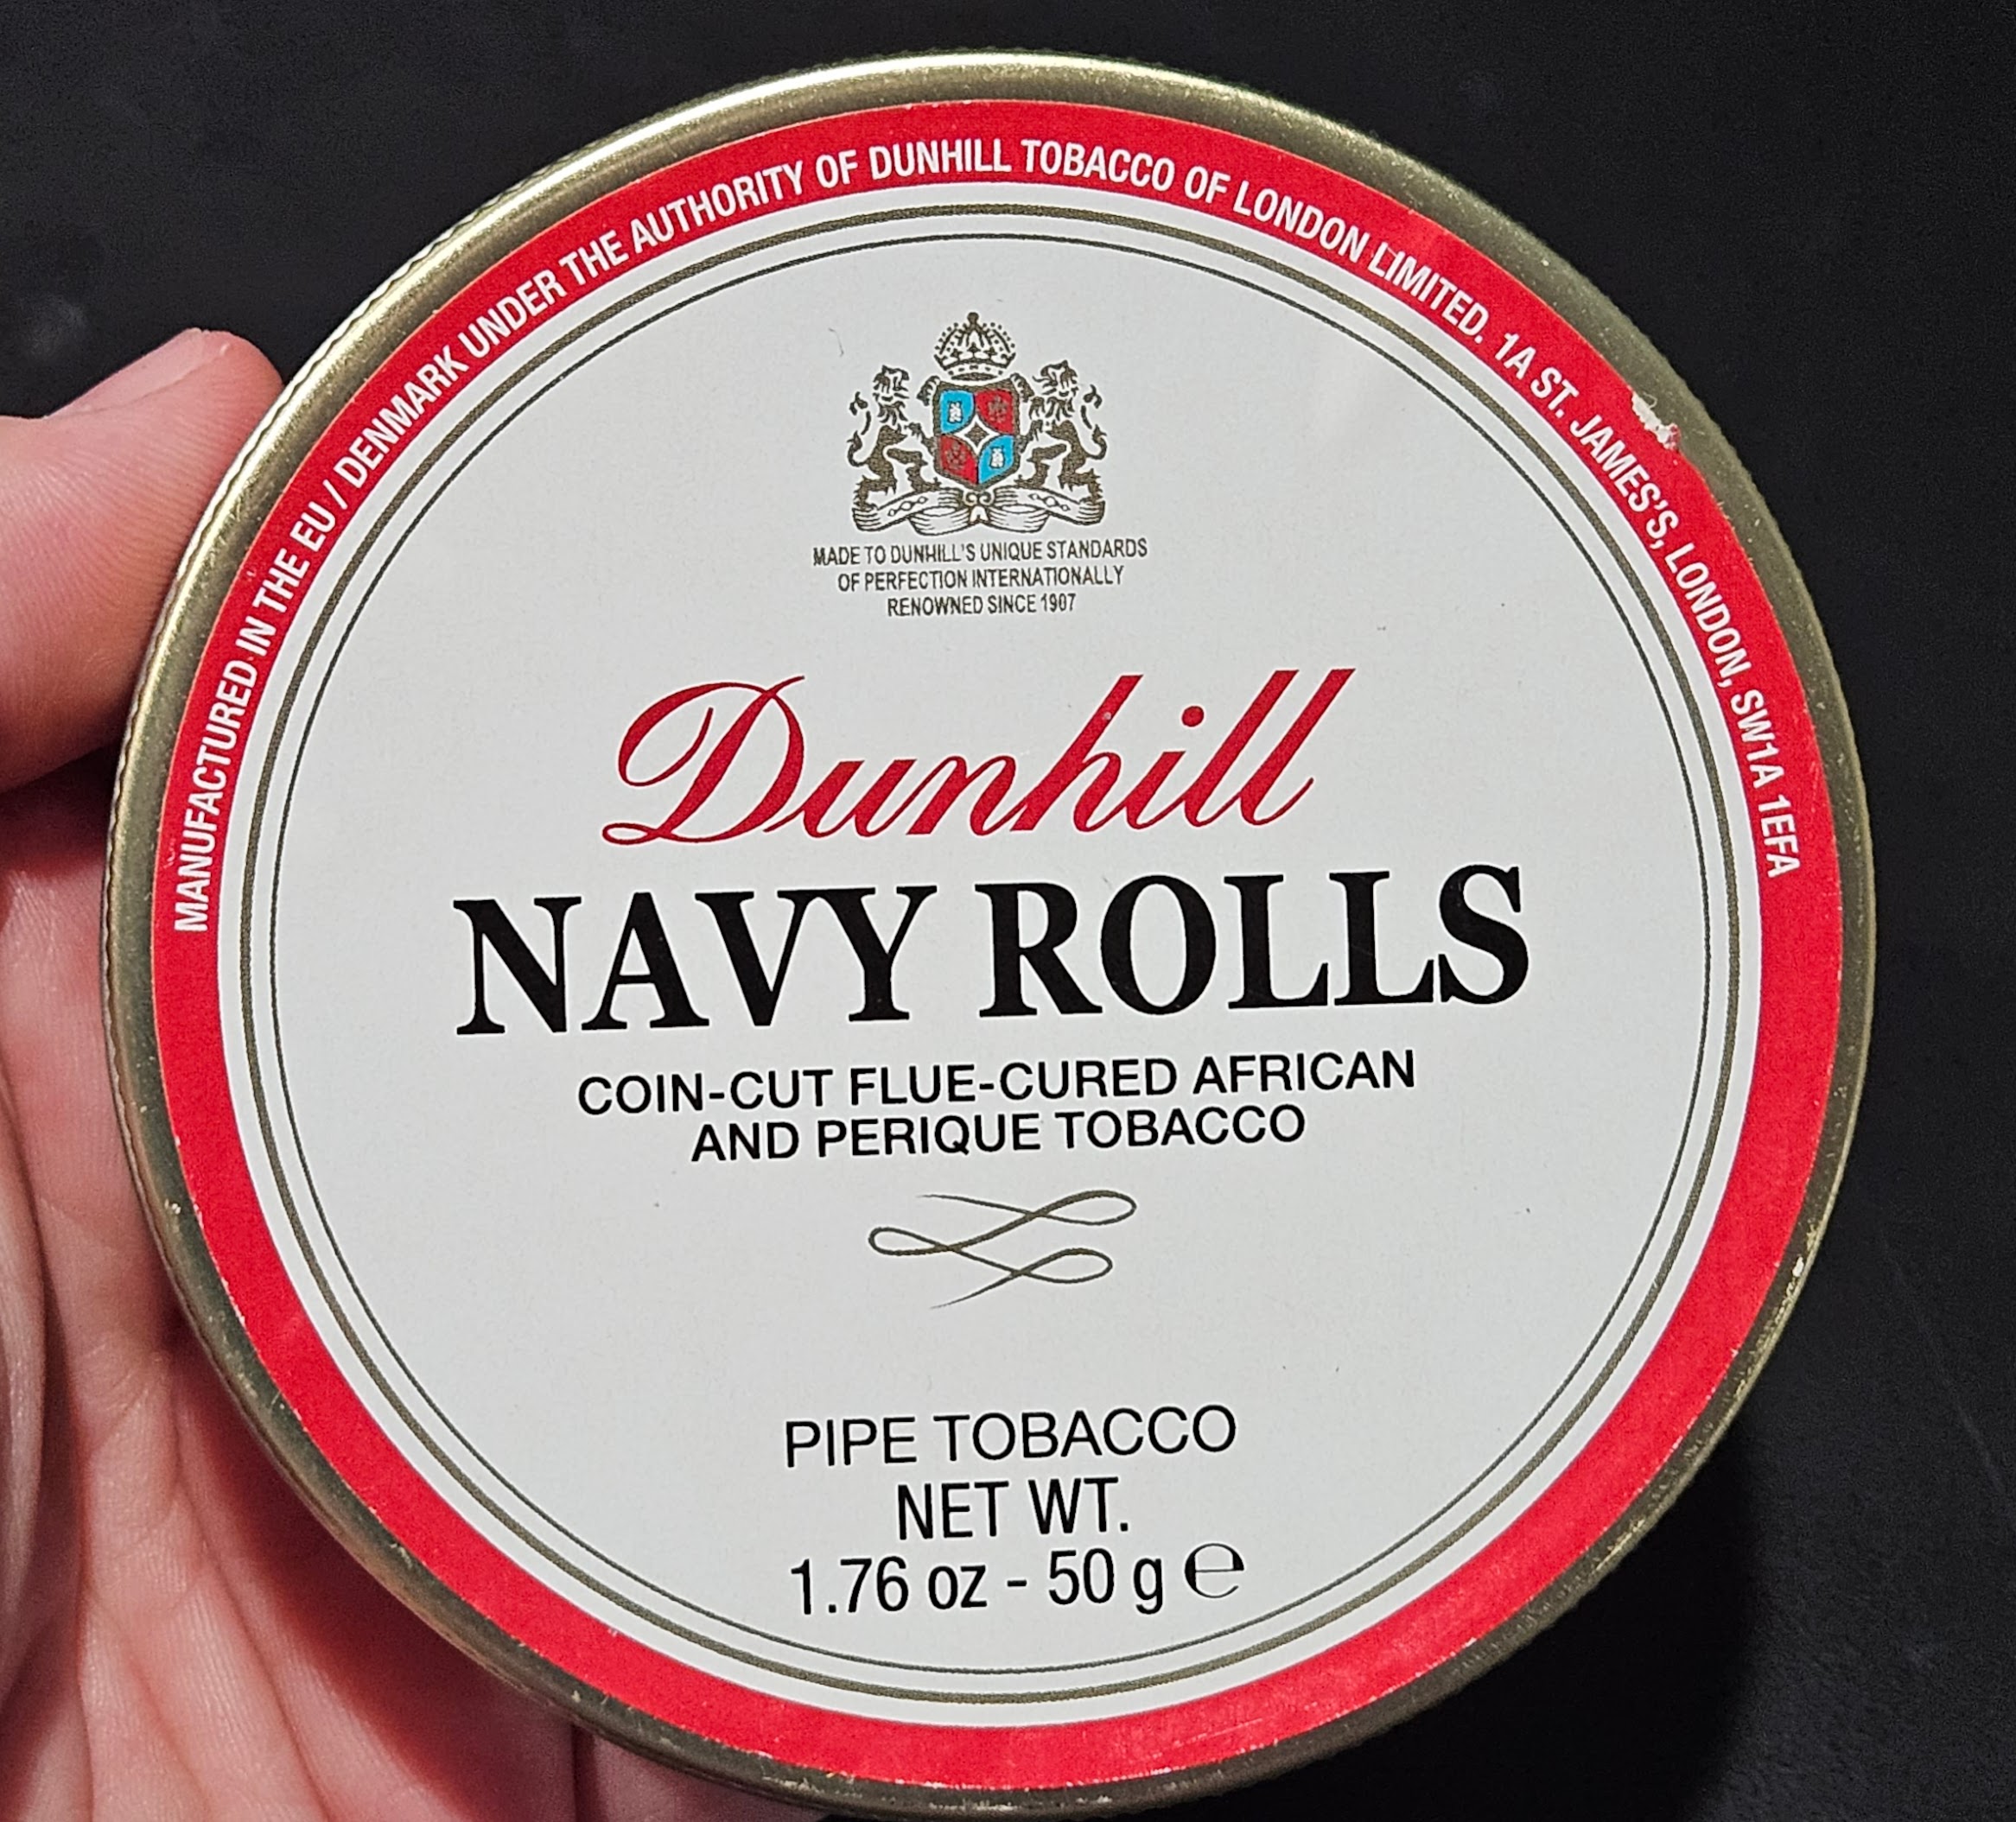 MANUFACTURED IN THE EU / DENMARK UNDER THE AUTHORITY OF DUNHILL TOBACCO OF LONDON LIMITED. 1A ST. JAMES'S, LONDON, SW1A 1EFA
MADE TO DUNHILL'S UNIQUE STANDARDS
OF PERFECTION INTERNATIONALLY
RENOWNED SINCE 1907
Dunhill
NAVY ROLLS
COIN-CUT FLUE-CURED AFRICAN
AND PERIQUE TOBACCO
PIPE TOBACCO
NET WT.
1.76 oz - 50 g ℮